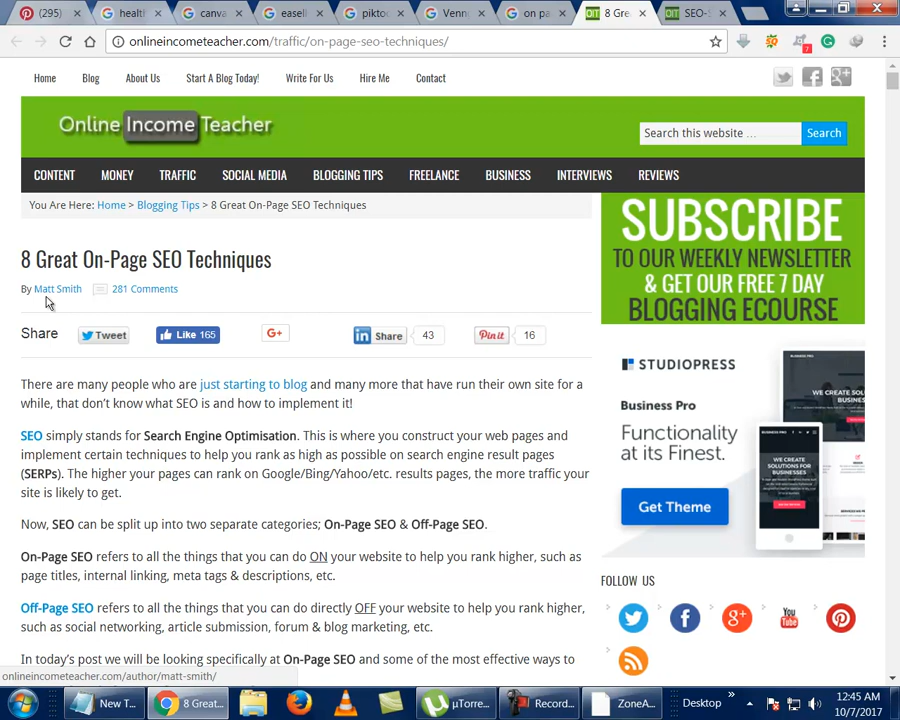 (295)
healt
canva
easell
piktoc
Venno
on pa
8 Gre
SEO-S
onlineincometeacher.com/traffic/on-page-seo-techniques/
7
Home Blog About Us Start A Blog Today! Write For Us Hire Me Contact
Online Income Teacher
Search this website … Search
CONTENT MONEY TRAFFIC SOCIAL MEDIA BLOGGING TIPS FREELANCE BUSINESS INTERVIEWS REVIEWS
You Are Here: Home > Blogging Tips > 8 Great On-Page SEO Techniques
8 Great On-Page SEO Techniques
By Matt Smith 281 Comments
Share Tweet Like 165 G+ in Share 43 Pin it 16
There are many people who are just starting to blog and many more that have run their own site for a
while, that don't know what SEO is and how to implement it!
SEO simply stands for Search Engine Optimisation. This is where you construct your web pages and
implement certain techniques to help you rank as high as possible on search engine result pages
(SERPs). The higher your pages can rank on Google/Bing/Yahoo/etc. results pages, the more traffic your
site is likely to get.
Now, SEO can be split up into two separate categories; On-Page SEO & Off-Page SEO.
On-Page SEO refers to all the things that you can do ON your website to help you rank higher, such as
page titles, internal linking, meta tags & descriptions, etc.
Off-Page SEO refers to all the things that you can do directly OFF your website to help you rank higher,
such as social networking, article submission, forum & blog marketing, etc.
In today's post we will be looking specifically at On-Page SEO and some of the most effective ways to
SUBSCRIBE
TO OUR WEEKLY NEWSLETTER
& GET OUR FREE 7 DAY
BLOGGING ECOURSE
STUDIOPRESS
Business Pro
Functionality
at its Finest.
Get Theme
WE CREATE
SOLUTIONS FOR
BUSINESSES
FOLLOW US
You Tube
onlineincometeacher.com/author/matt-smith/
New T...
8 Great...
µTorre...
Record...
ZoneA...
Desktop
12:45 AM
10/7/2017